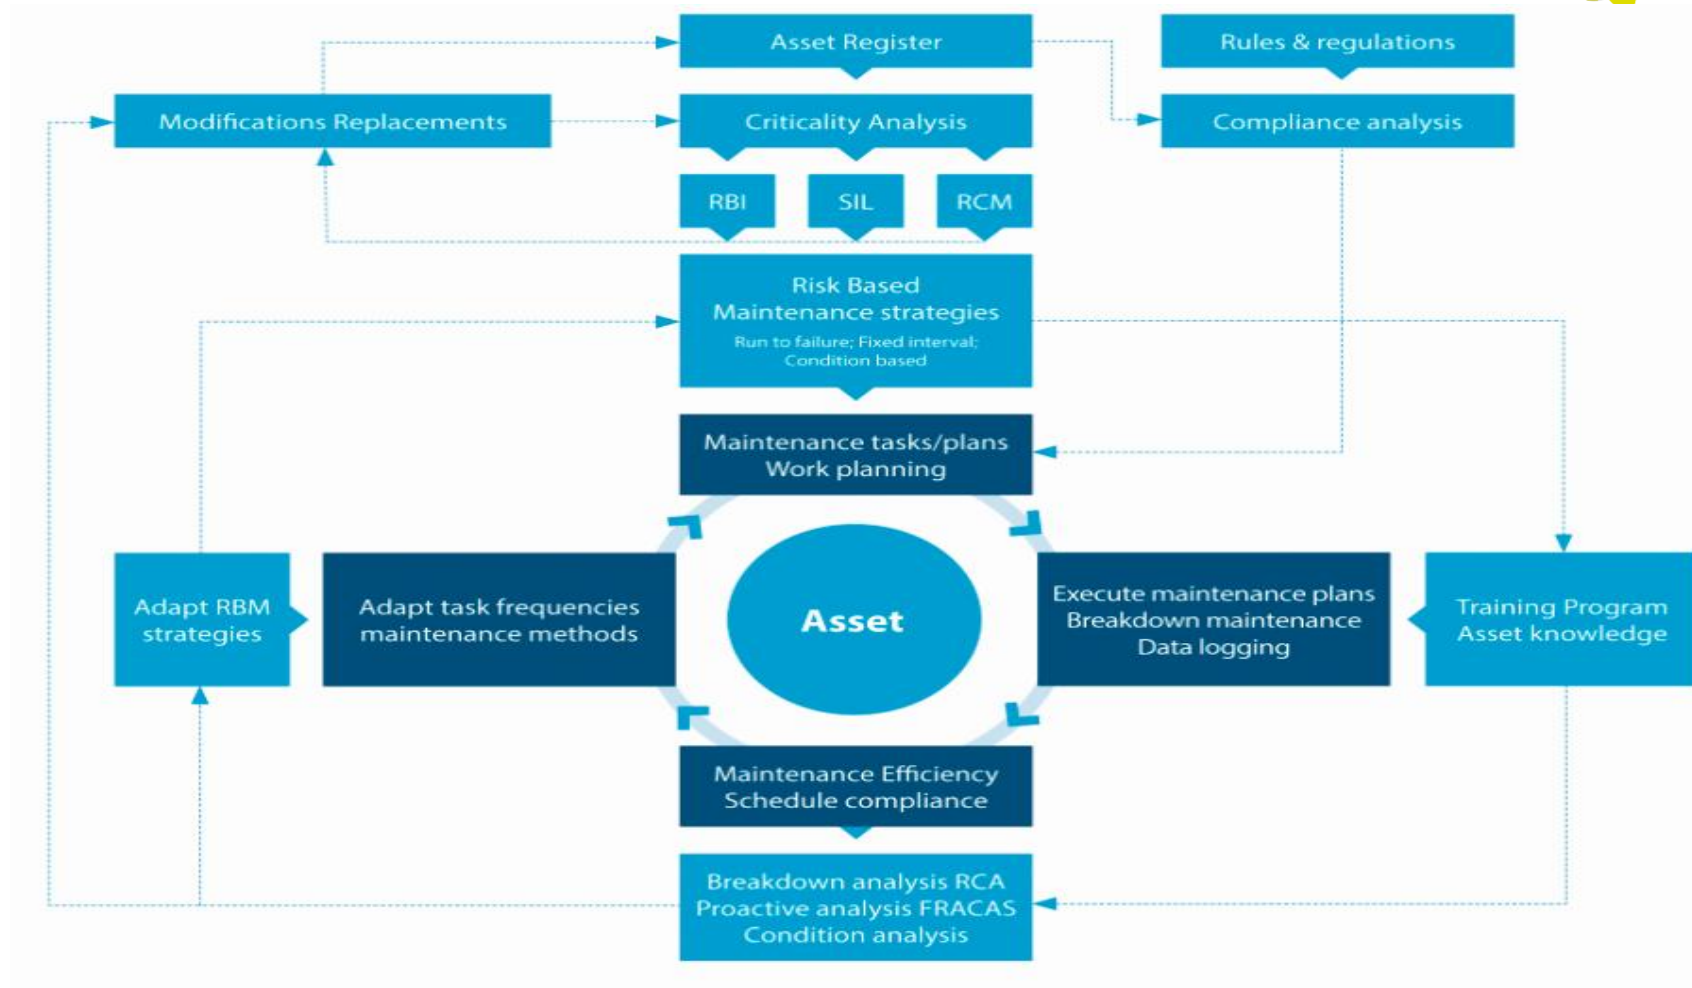 Asset Register
Rules & regulations
Modifications Replacements
Criticality Analysis
Compliance analysis
RBI
SIL
RCM
Risk Based
Maintenance strategies
Run to failure; Fixed interval;
Condition based
Maintenance tasks/plans
Work planning
Adapt RBM
strategies
Adapt task frequencies
maintenance methods
Asset
Execute maintenance plans
Breakdown maintenance
Data logging
Training Program
Asset knowledge
Maintenance Efficiency
Schedule compliance
Breakdown analysis RCA
Proactive analysis FRACAS
Condition analysis